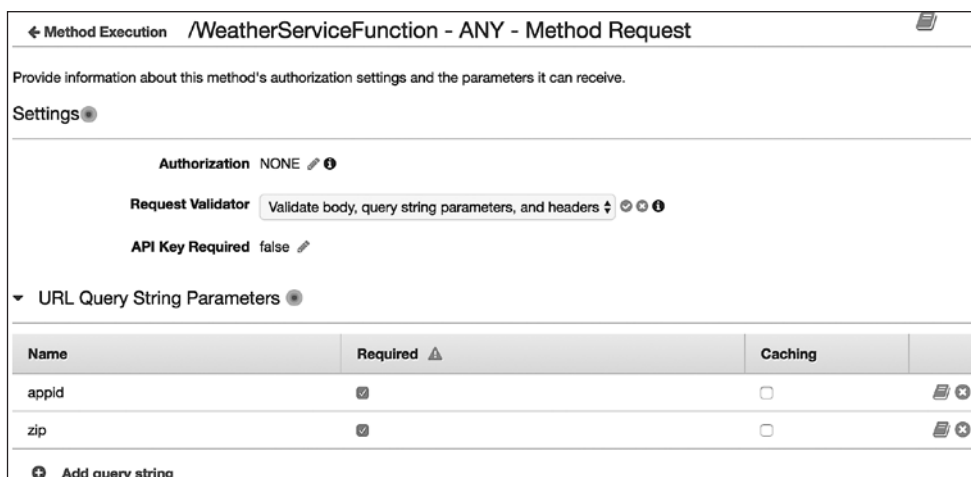 Method Execution /WeatherServiceFunction - ANY - Method Request
Provide information about this method's authorization settings and the parameters it can receive.
Settings
Authorization NONE
Request Validator Validate body, query string parameters, and headers
API Key Required false
URL Query String Parameters
Name Required Caching
appid
zip
Add query string